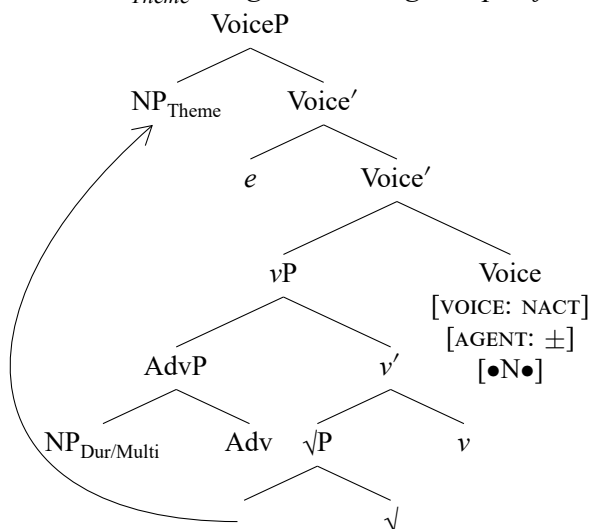 Theme
VoiceP
NP_Theme Voice′
e Voice′
vP Voice
[VOICE: NACT]
[AGENT: ±]
[•N•]
AdvP v′
NP_Dur/Multi Adv √P v
√